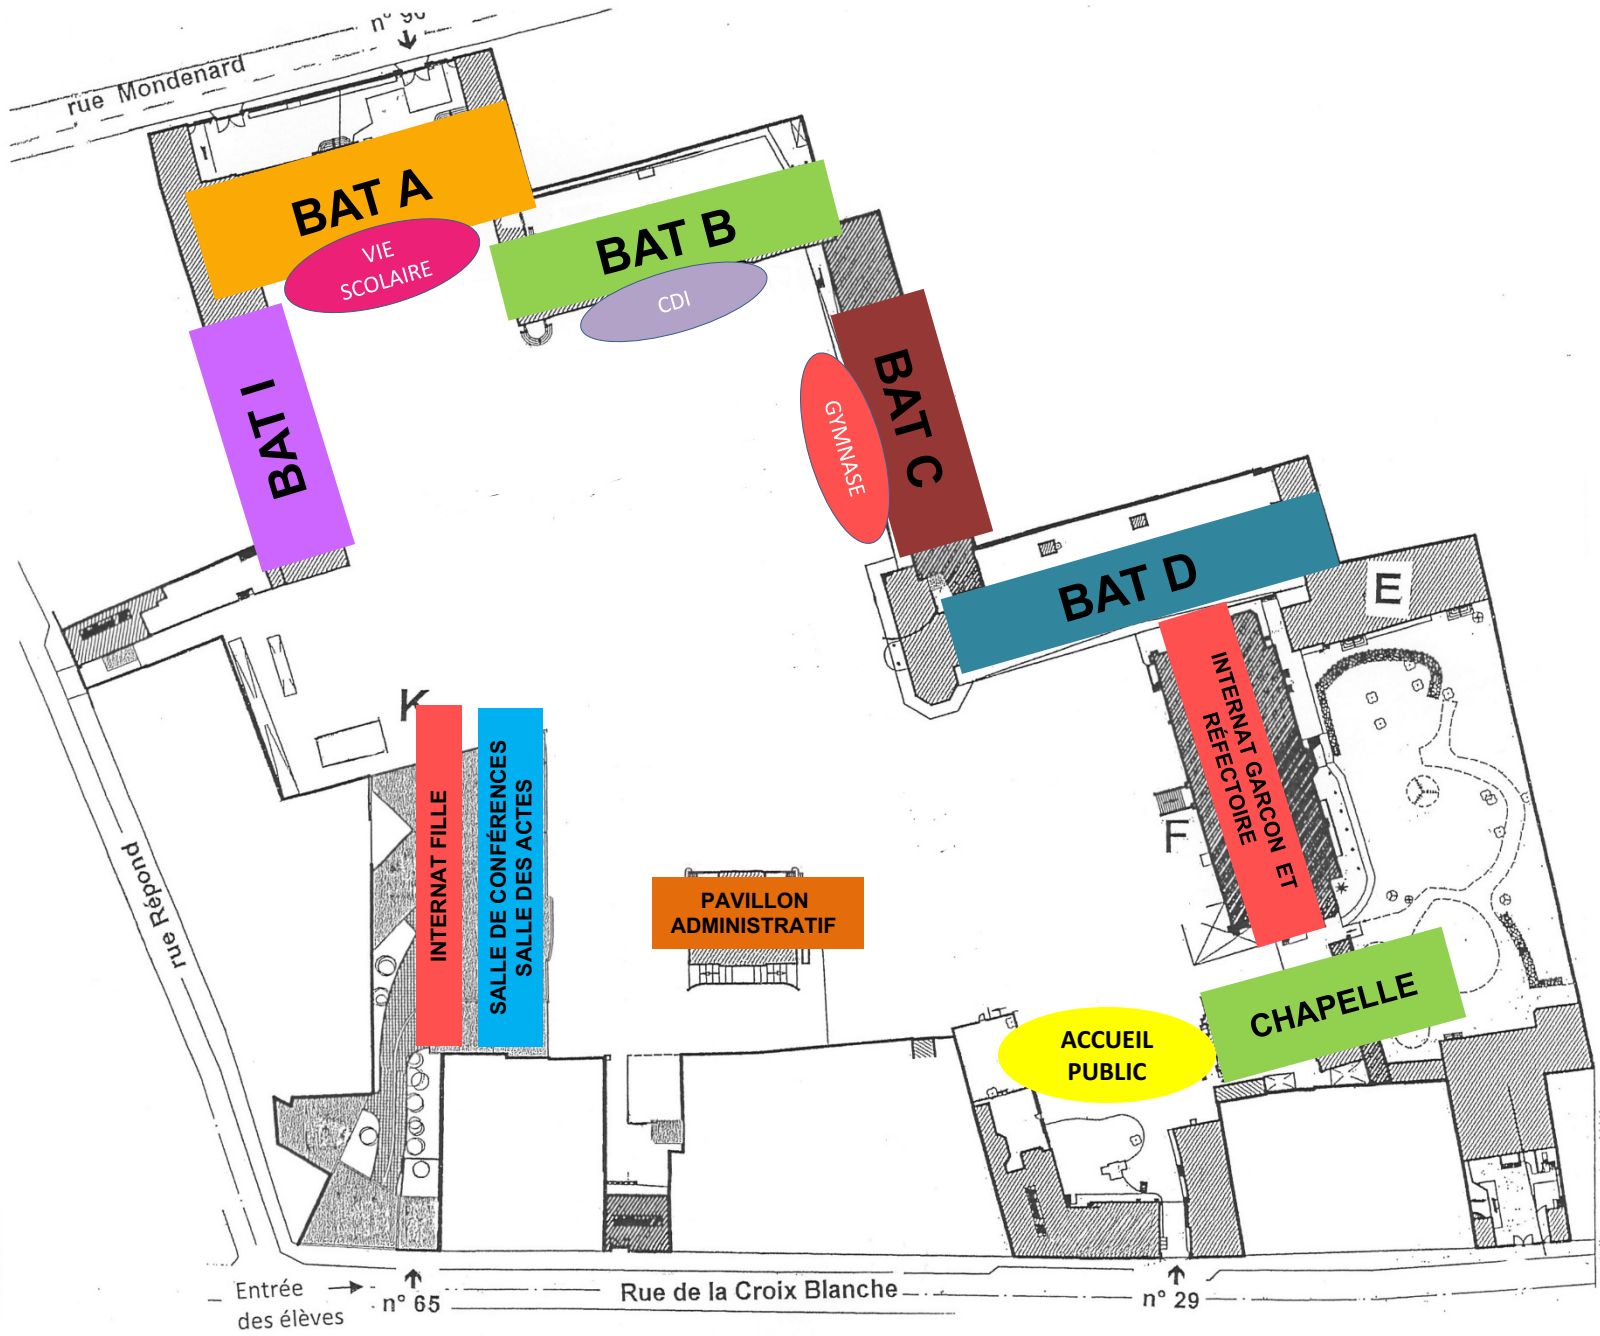 n° 90
rue Mondenard
BAT A
VIE
SCOLAIRE
BAT B
CDI
BAT I
BAT C
GYMNASE
BAT D
E
INTERNAT GARCON ET
RÉFECTOIRE
F
K
INTERNAT FILLE
SALLE DE CONFÉRENCES
SALLE DES ACTES
PAVILLON
ADMINISTRATIF
CHAPELLE
ACCUEIL
PUBLIC
rue Répond
Entrée
des élèves
n° 65
Rue de la Croix Blanche
n° 29